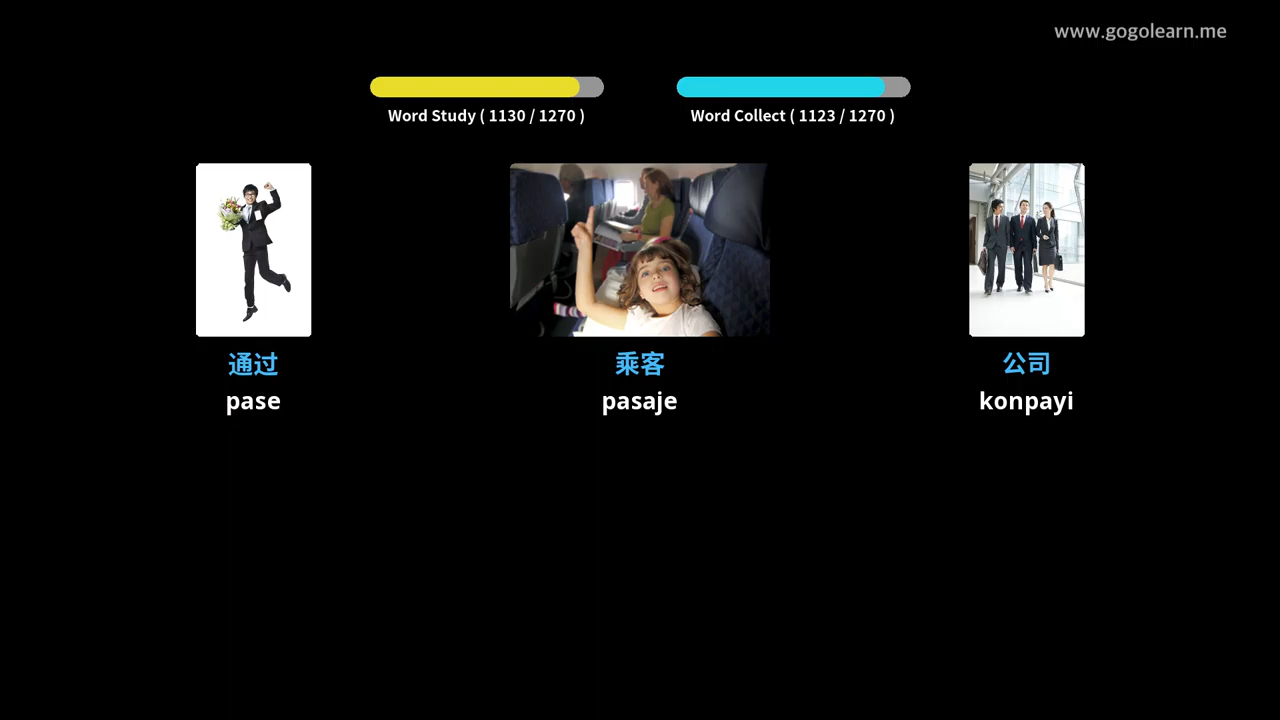 www.gogolearn.me
Word Study ( 1130 / 1270 )
Word Collect ( 1123 / 1270 )
通过
乘客
公司
pase
pasaje
konpayi